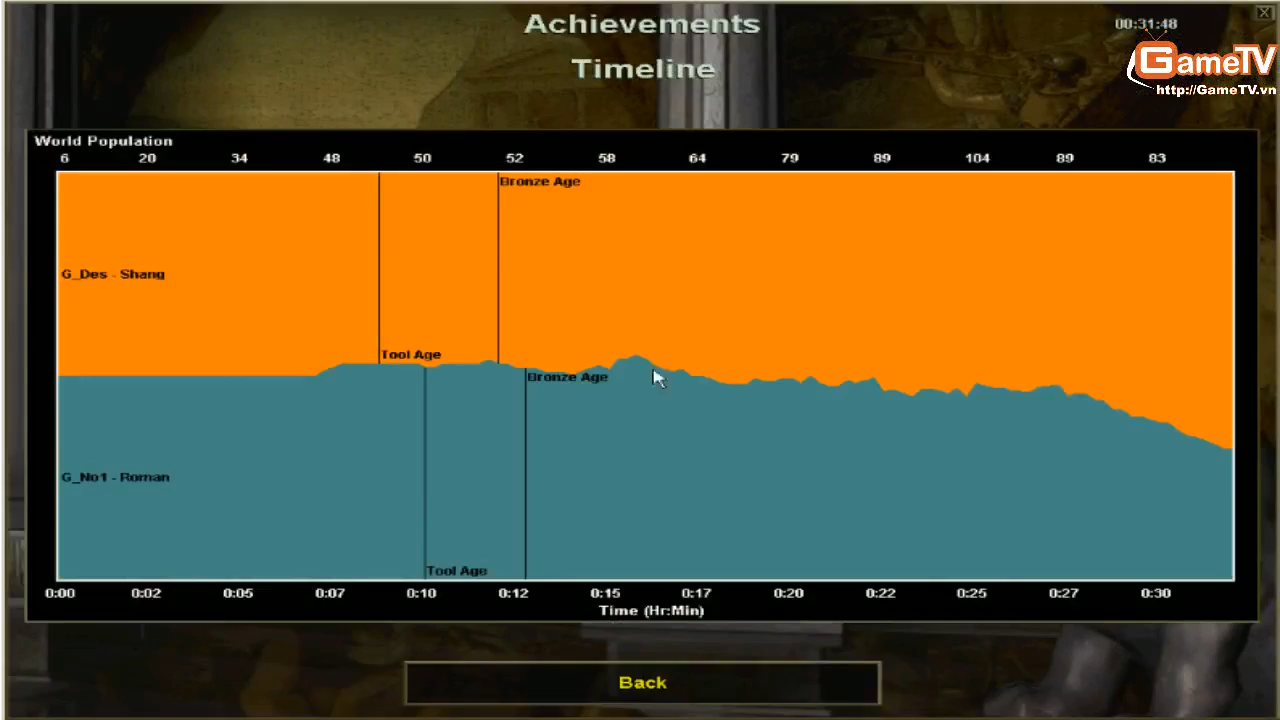 Achievements
00:31:48
Timeline
GameTV
http://GameTV.vn
World Population
6 20 34 48 50 52 58 64 79 89 104 89 83
Bronze Age
G_Des - Shang
Tool Age
Bronze Age
G_No1 - Roman
Tool Age
0:00 0:02 0:05 0:07 0:10 0:12 0:15 0:17 0:20 0:22 0:25 0:27 0:30
Time (Hr:Min)
Back